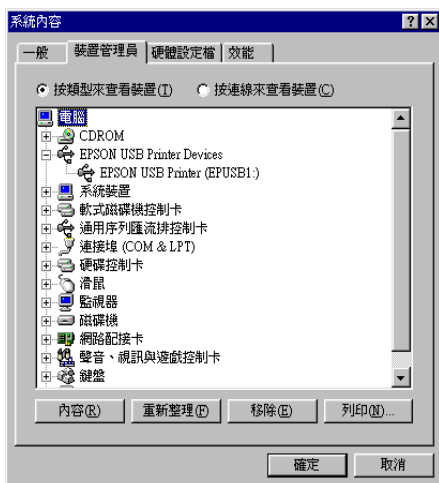 系統內容
一般 裝置管理員 硬體設定檔 效能
按類型來查看裝置(T) 按連線來查看裝置(C)
電腦
CDROM
EPSON USB Printer Devices
EPSON USB Printer (EPUSB1:)
系統裝置
軟式磁碟機控制卡
通用序列匯流排控制卡
連接埠 (COM & LPT)
硬碟控制卡
滑鼠
監視器
磁碟機
網路配接卡
聲音、視訊與遊戲控制卡
鍵盤
內容(R) 重新整理(F) 移除(E) 列印(N)...
確定 取消